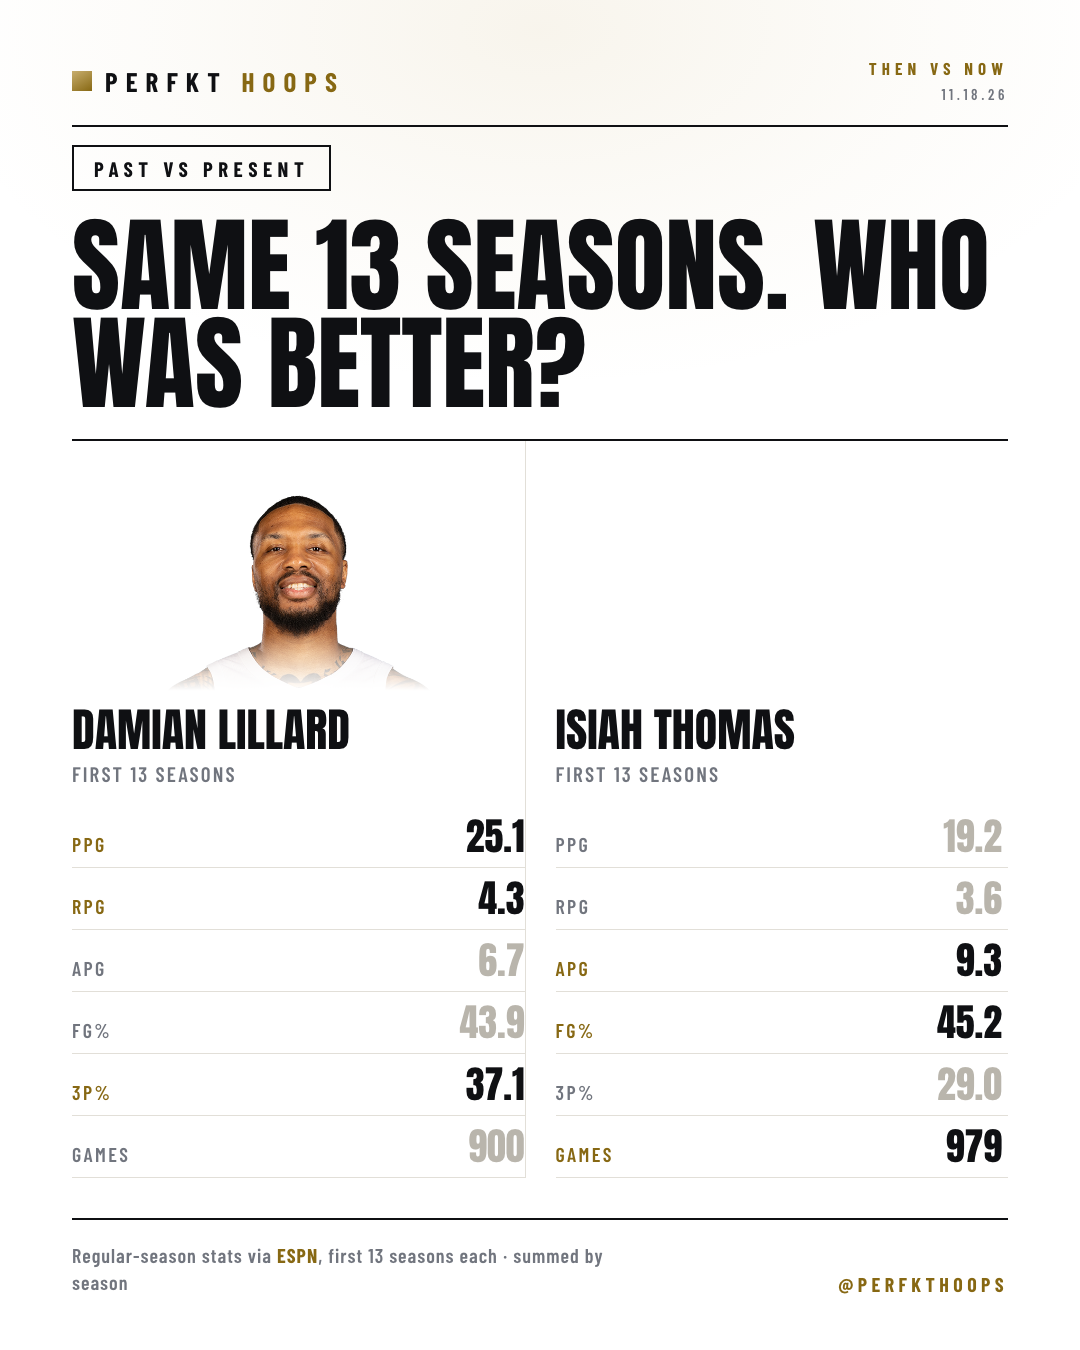 PERFKT HOOPS
THEN VS NOW
11.18.26
PAST VS PRESENT
SAME 13 SEASONS. WHO
WAS BETTER?
DAMIAN LILLARD
FIRST 13 SEASONS
PPG 25.1
RPG 4.3
APG 6.7
FG% 43.9
3P% 37.1
GAMES 900
ISIAH THOMAS
FIRST 13 SEASONS
PPG 19.2
RPG 3.6
APG 9.3
FG% 45.2
3P% 29.0
GAMES 979
Regular-season stats via ESPN, first 13 seasons each · summed by
season
@PERFKTHOOPS